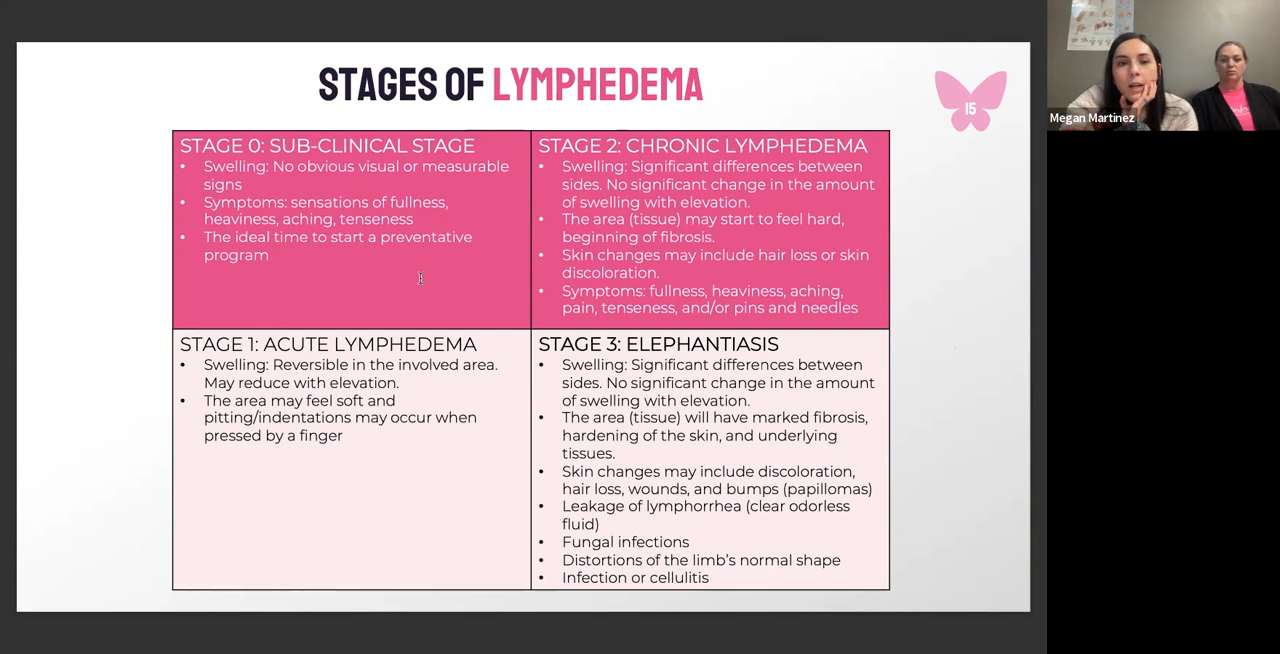 STAGES OF LYMPHEDEMA
15
STAGE 0: SUB-CLINICAL STAGE
• Swelling: No obvious visual or measurable
signs
• Symptoms: sensations of fullness,
heaviness, aching, tenseness
• The ideal time to start a preventative
program
STAGE 2: CHRONIC LYMPHEDEMA
• Swelling: Significant differences between
sides. No significant change in the amount
of swelling with elevation.
• The area (tissue) may start to feel hard,
beginning of fibrosis.
• Skin changes may include hair loss or skin
discoloration.
• Symptoms: fullness, heaviness, aching,
pain, tenseness, and/or pins and needles
STAGE 1: ACUTE LYMPHEDEMA
• Swelling: Reversible in the involved area.
May reduce with elevation.
• The area may feel soft and
pitting/indentations may occur when
pressed by a finger
STAGE 3: ELEPHANTIASIS
• Swelling: Significant differences between
sides. No significant change in the amount
of swelling with elevation.
• The area (tissue) will have marked fibrosis,
hardening of the skin, and underlying
tissues.
• Skin changes may include discoloration,
hair loss, wounds, and bumps (papillomas)
• Leakage of lymphorrhea (clear odorless
fluid)
• Fungal infections
• Distortions of the limb’s normal shape
• Infection or cellulitis
Megan Martinez